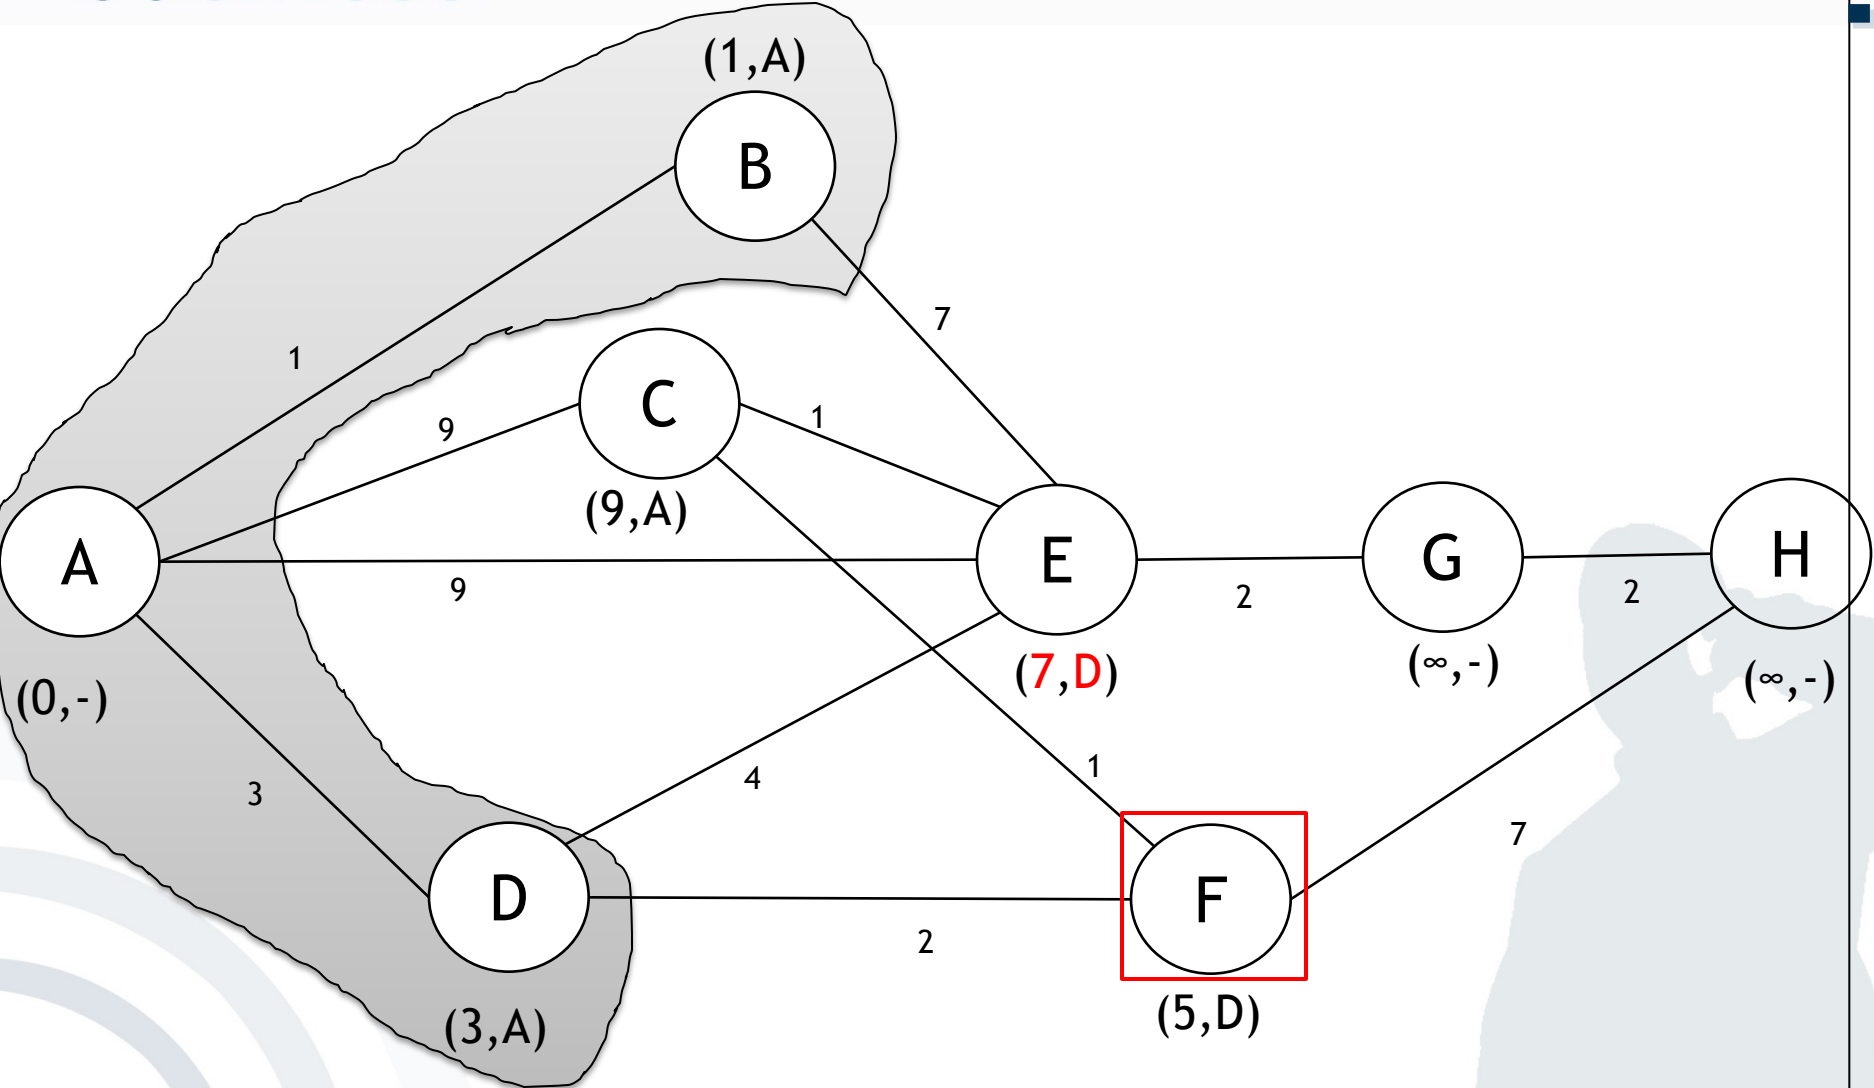 (1,A)
B
7
1
C
1
9
(9,A)
A
E
G
H
9
2
2
(7,D)
(∞,-)
(∞,-)
(0,-)
3
4
1
7
D
F
2
(3,A)
(5,D)